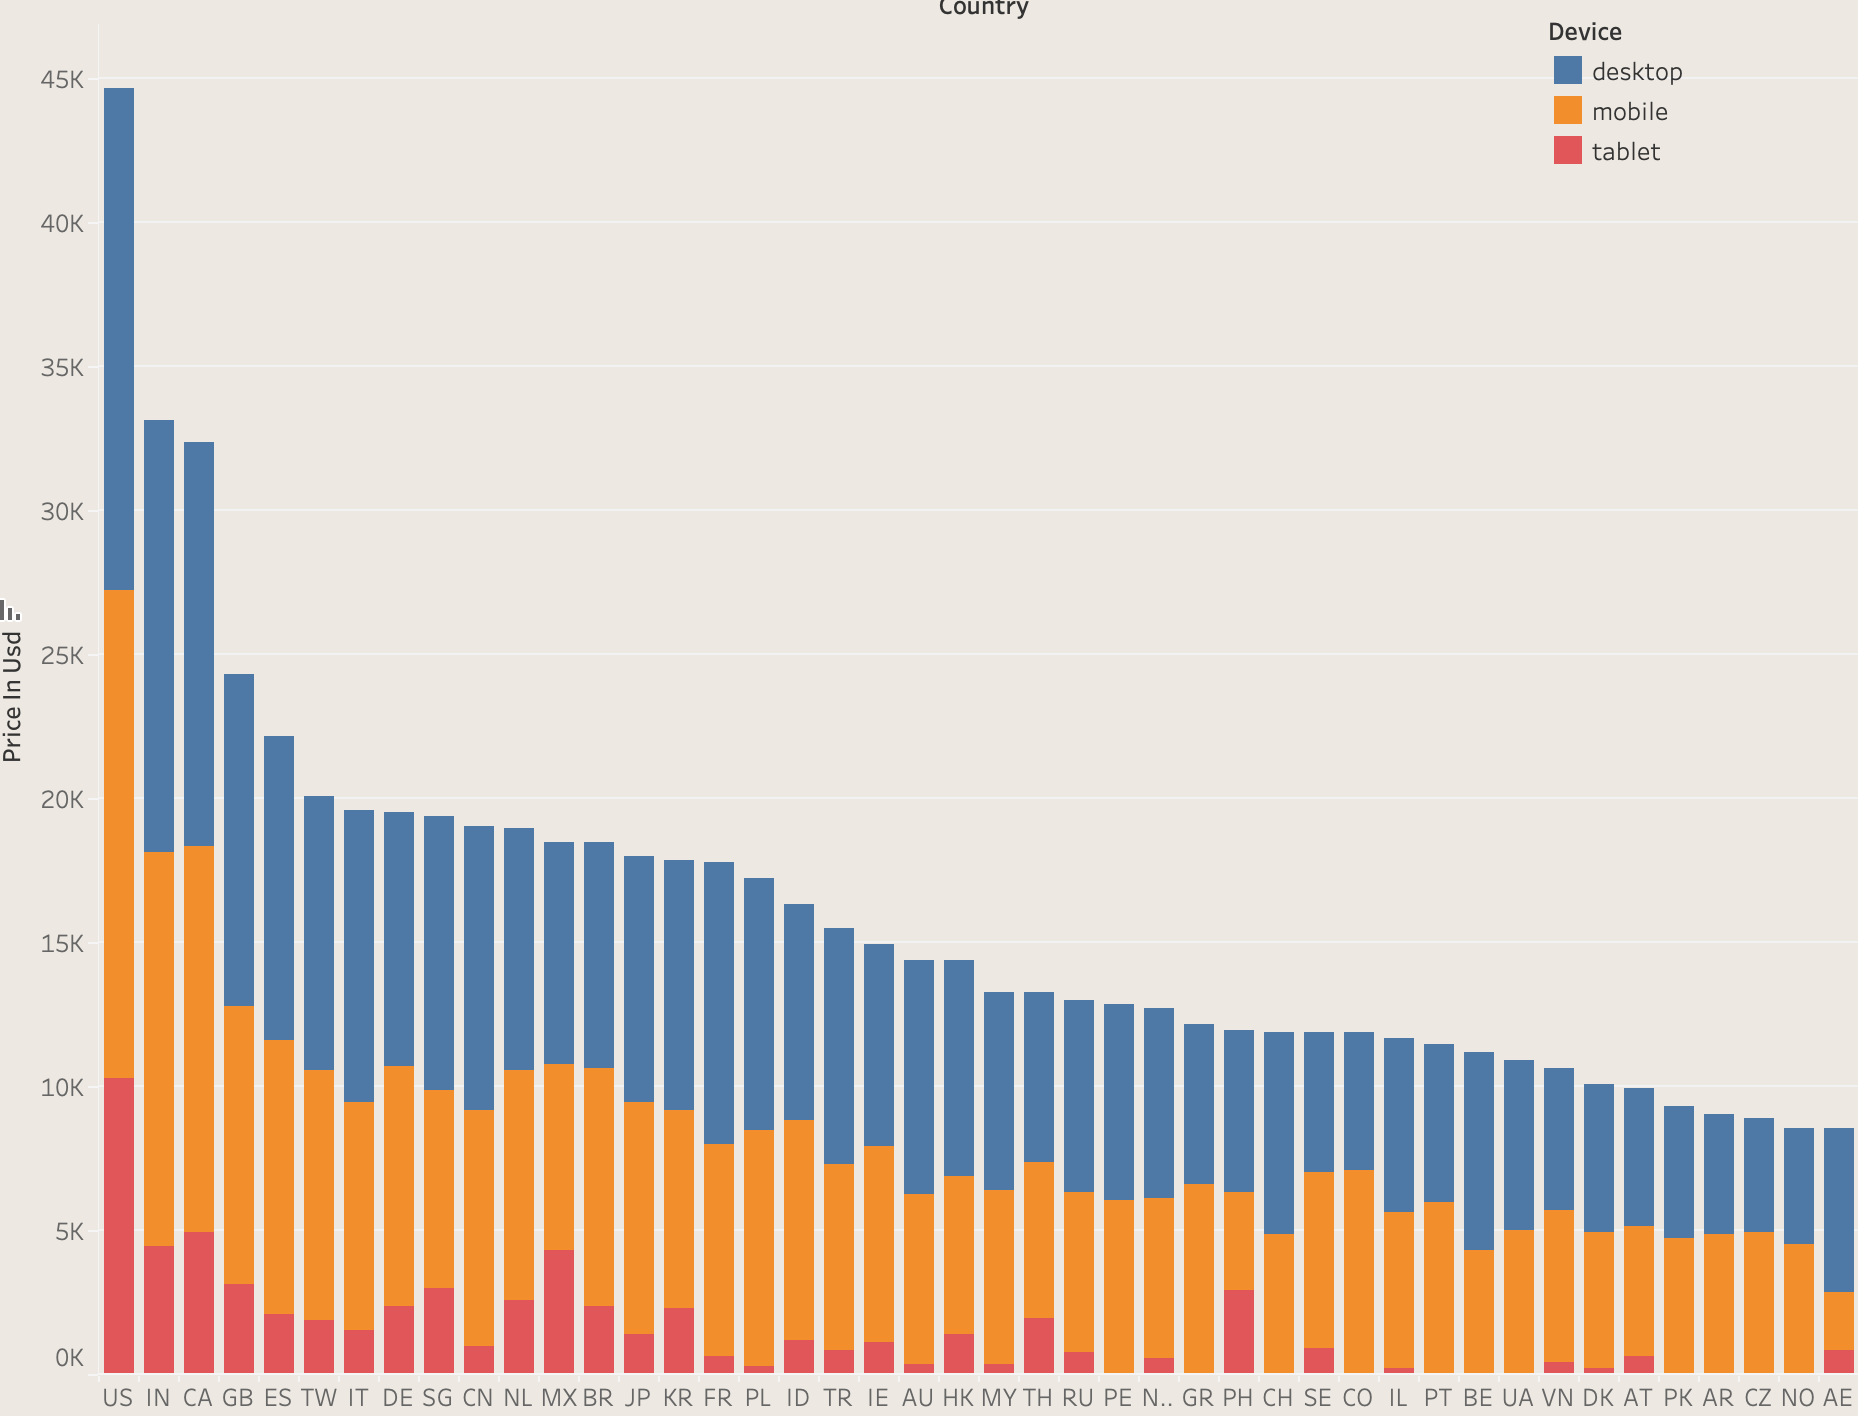 Country
Device
desktop
mobile
tablet
45K
40K
35K
30K
25K
20K
15K
10K
5K
0K
Price In Usd
US IN CA GB ES TW IT DE SG CN NL MX BR JP KR FR PL ID TR IE AU HK MY TH RU PE N.. GR PH CH SE CO IL PT BE UA VN DK AT PK AR CZ NO AE